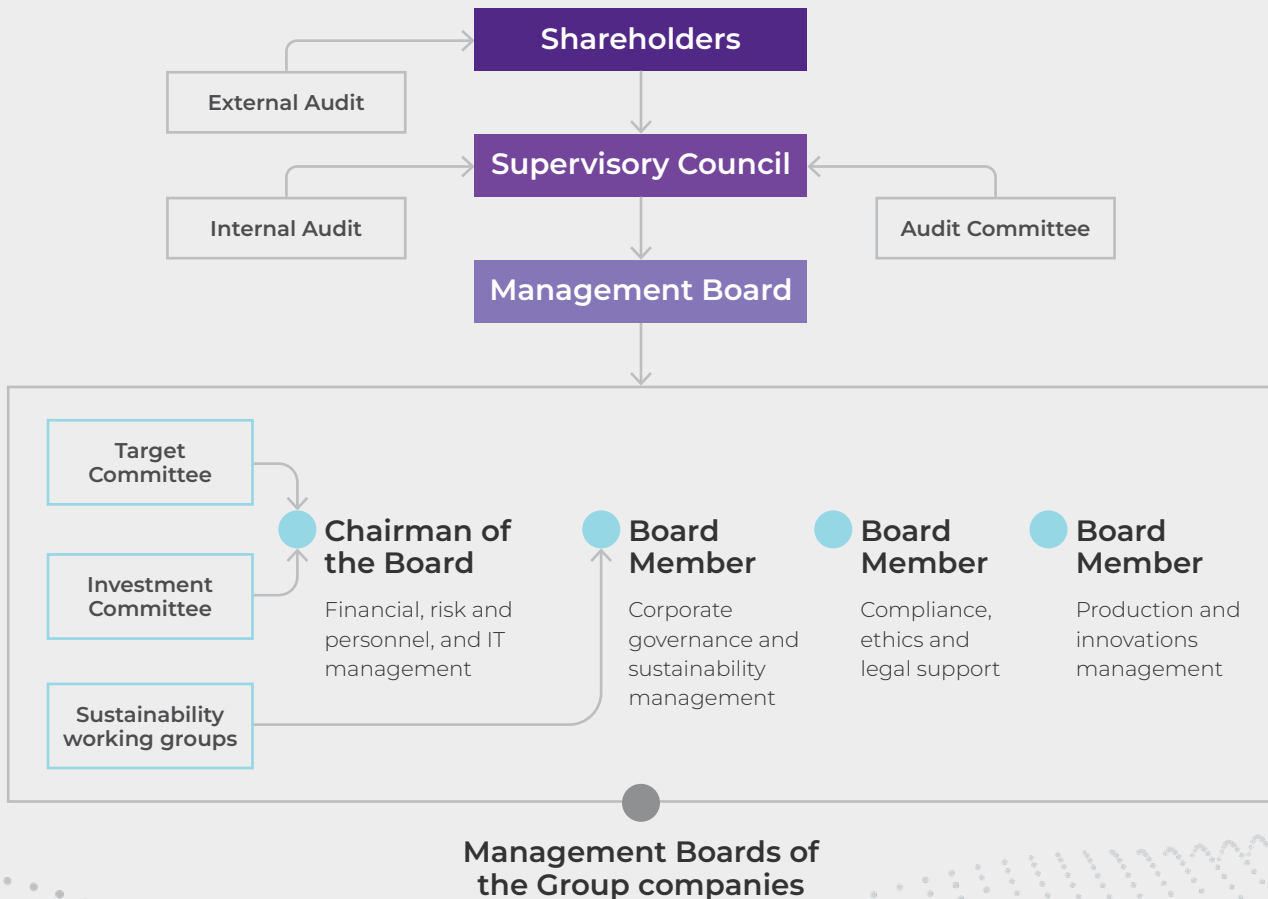 Shareholders
External Audit
Supervisory Council
Internal Audit
Audit Committee
Management Board
Target
Committee
Investment
Committee
Sustainability
working groups
Chairman of
the Board
Financial, risk and
personnel, and IT
management
Board
Member
Corporate
governance and
sustainability
management
Board
Member
Compliance,
ethics and
legal support
Board
Member
Production and
innovations
management
Management Boards of
the Group companies